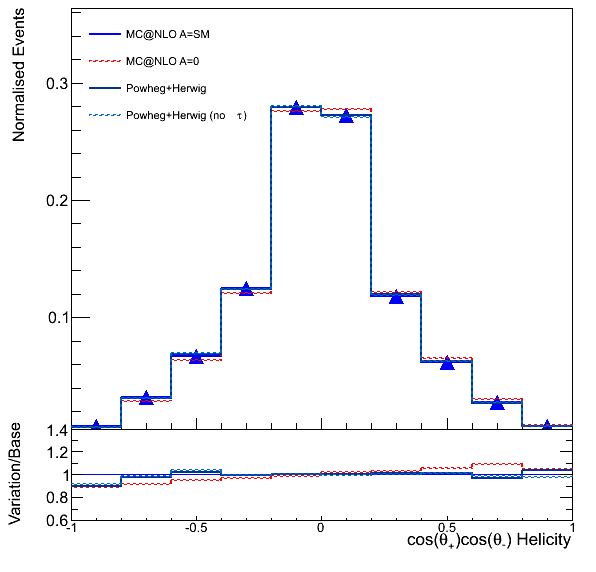 Normalised Events
MC@NLO A=SM
MC@NLO A=0
Powheg+Herwig
Powheg+Herwig (no τ)
0.3
0.2
0.1
Variation/Base
1.4
1.2
1
0.8
0.6
-1 -0.5 0 0.5 1
cos(θ₊)cos(θ₋) Helicity